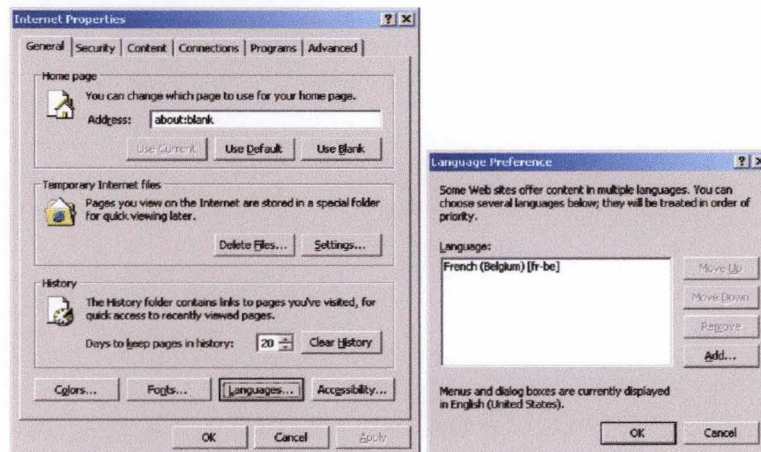 Internet Properties
General Security Content Connections Programs Advanced
Home page
You can change which page to use for your home page.
Address: about:blank
Use Current Use Default Use Blank
Temporary Internet files
Pages you view on the Internet are stored in a special folder
for quick viewing later.
Delete Files... Settings...
History
The History folder contains links to pages you've visited, for
quick access to recently viewed pages.
Days to keep pages in history: 20 Clear History
Colors... Fonts... Languages... Accessibility...
OK Cancel Apply
Language Preference
Some Web sites offer content in multiple languages. You can
choose several languages below; they will be treated in order of
priority.
Language:
French (Belgium) [fr-be]
Move Up
Move Down
Remove
Add...
Menus and dialog boxes are currently displayed
in English (United States).
OK Cancel